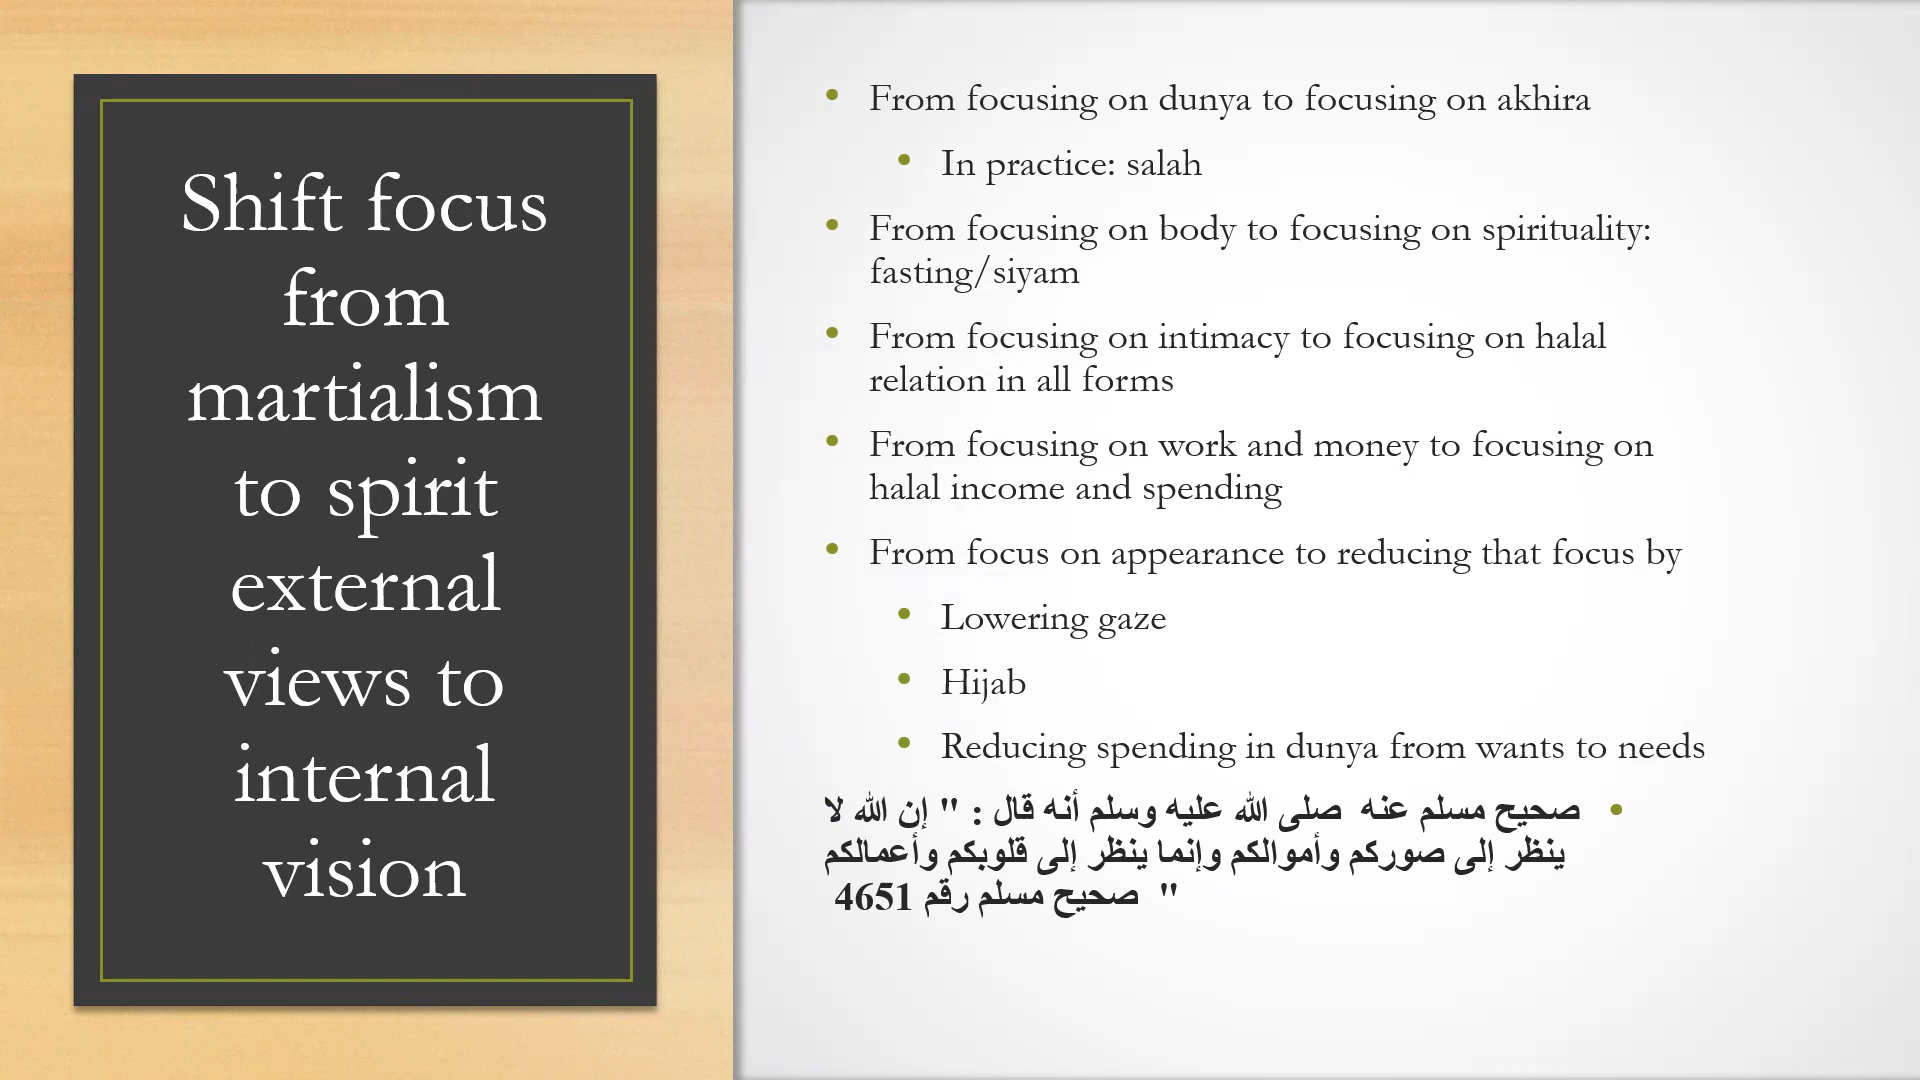 Shift focus
from
martialism
to spirit
external
views to
internal
vision
• From focusing on dunya to focusing on akhira
• In practice: salah
• From focusing on body to focusing on spirituality:
fasting/siyam
• From focusing on intimacy to focusing on halal
relation in all forms
• From focusing on work and money to focusing on
halal income and spending
• From focus on appearance to reducing that focus by
• Lowering gaze
• Hijab
• Reducing spending in dunya from wants to needs
• صحيح مسلم عنه صلى الله عليه وسلم أنه قال : " إن الله لا
ينظر إلى صوركم وأموالكم وإنما ينظر إلى قلوبكم وأعمالكم
" صحيح مسلم رقم 4651